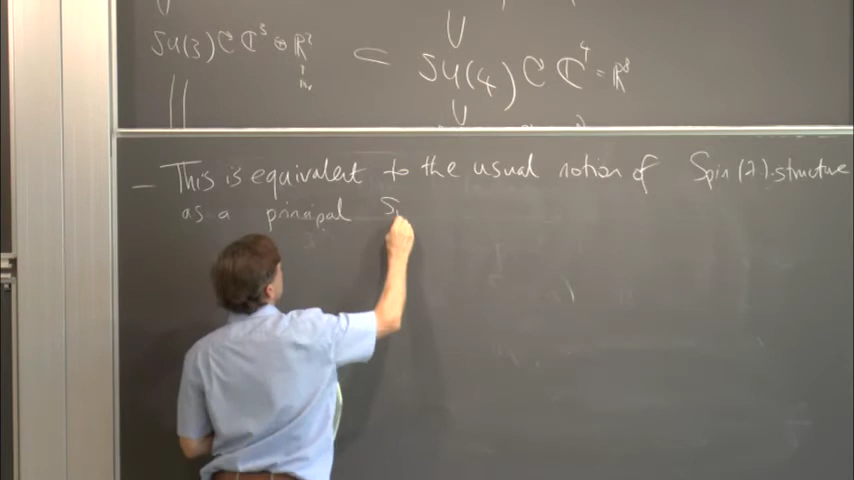 SU(3) C ℂ³ ⊕ ℝ² ⊂ SU(4) C ℂ⁴ = ℝ⁸
– This is equivalent to the usual notion of Spin(7)-structure
as a principal S